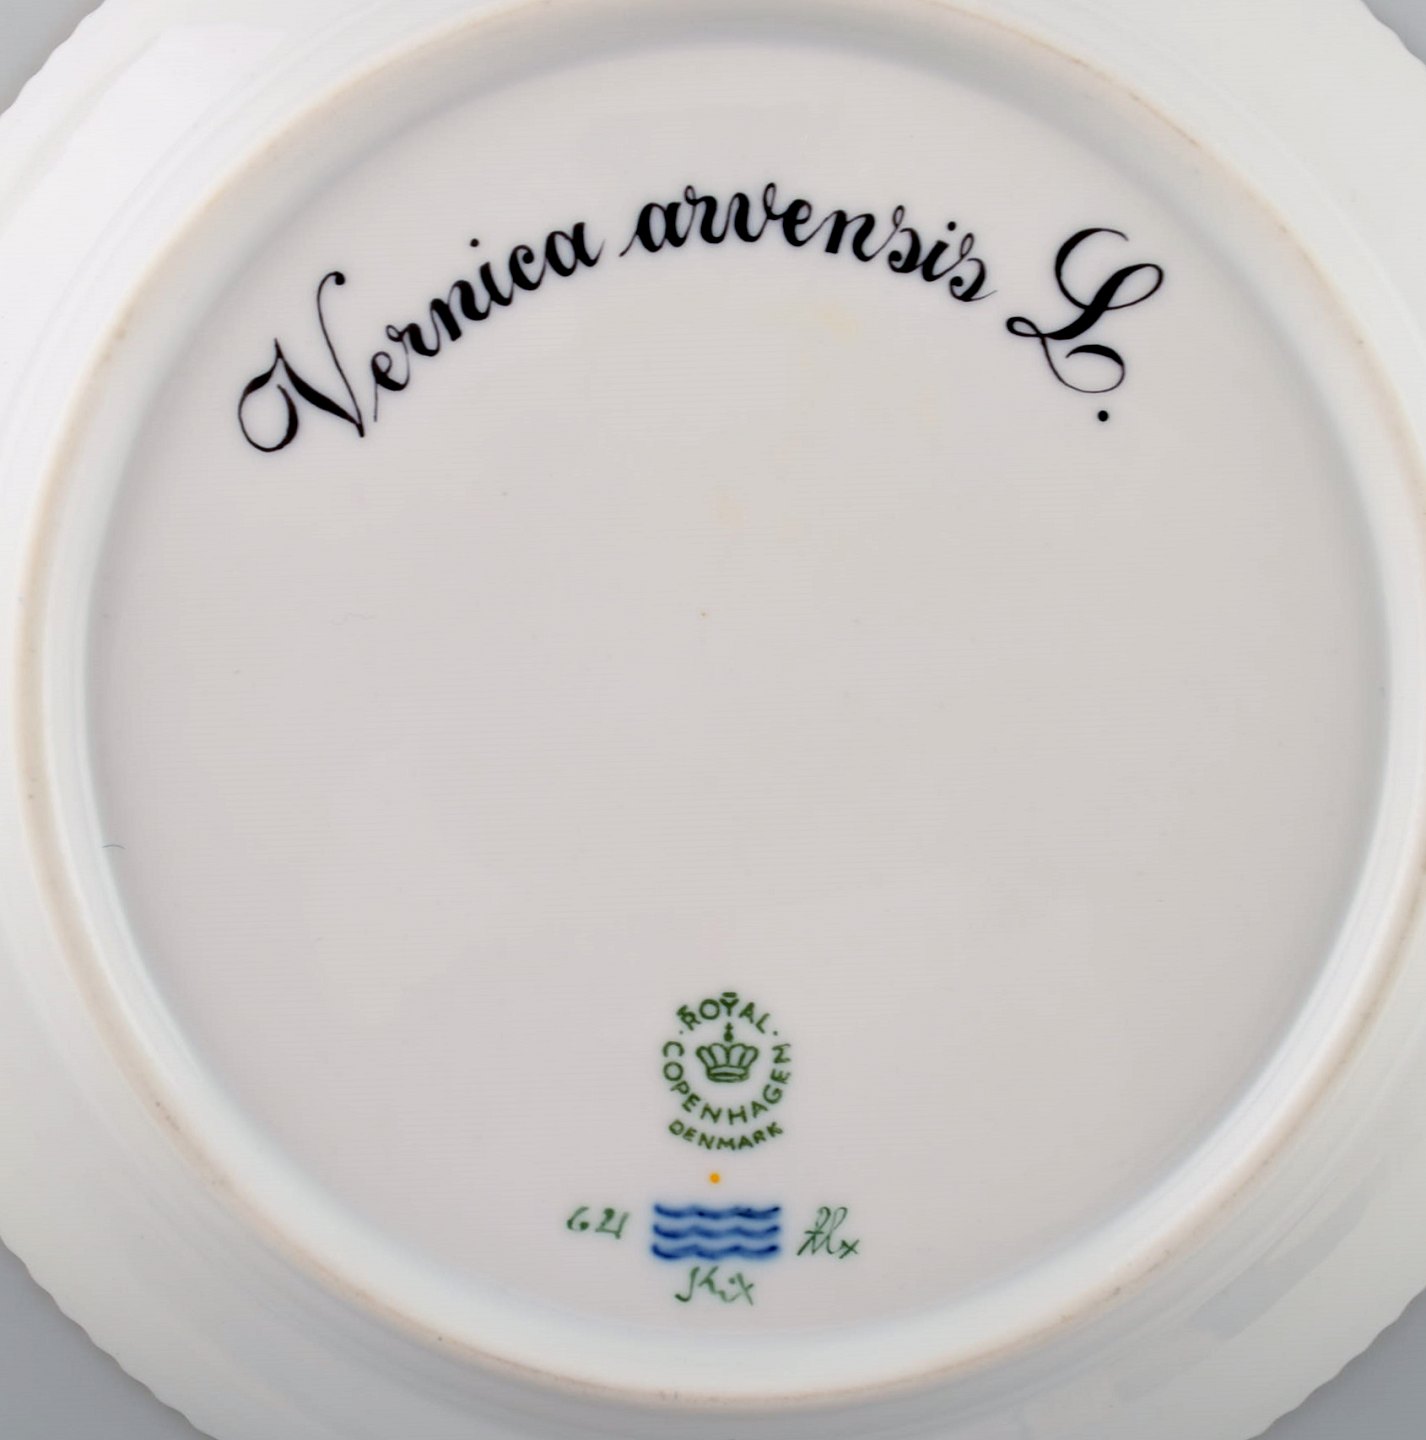 Vernica arvensis L.
ROYAL
COPENHAGEN
DENMARK
621